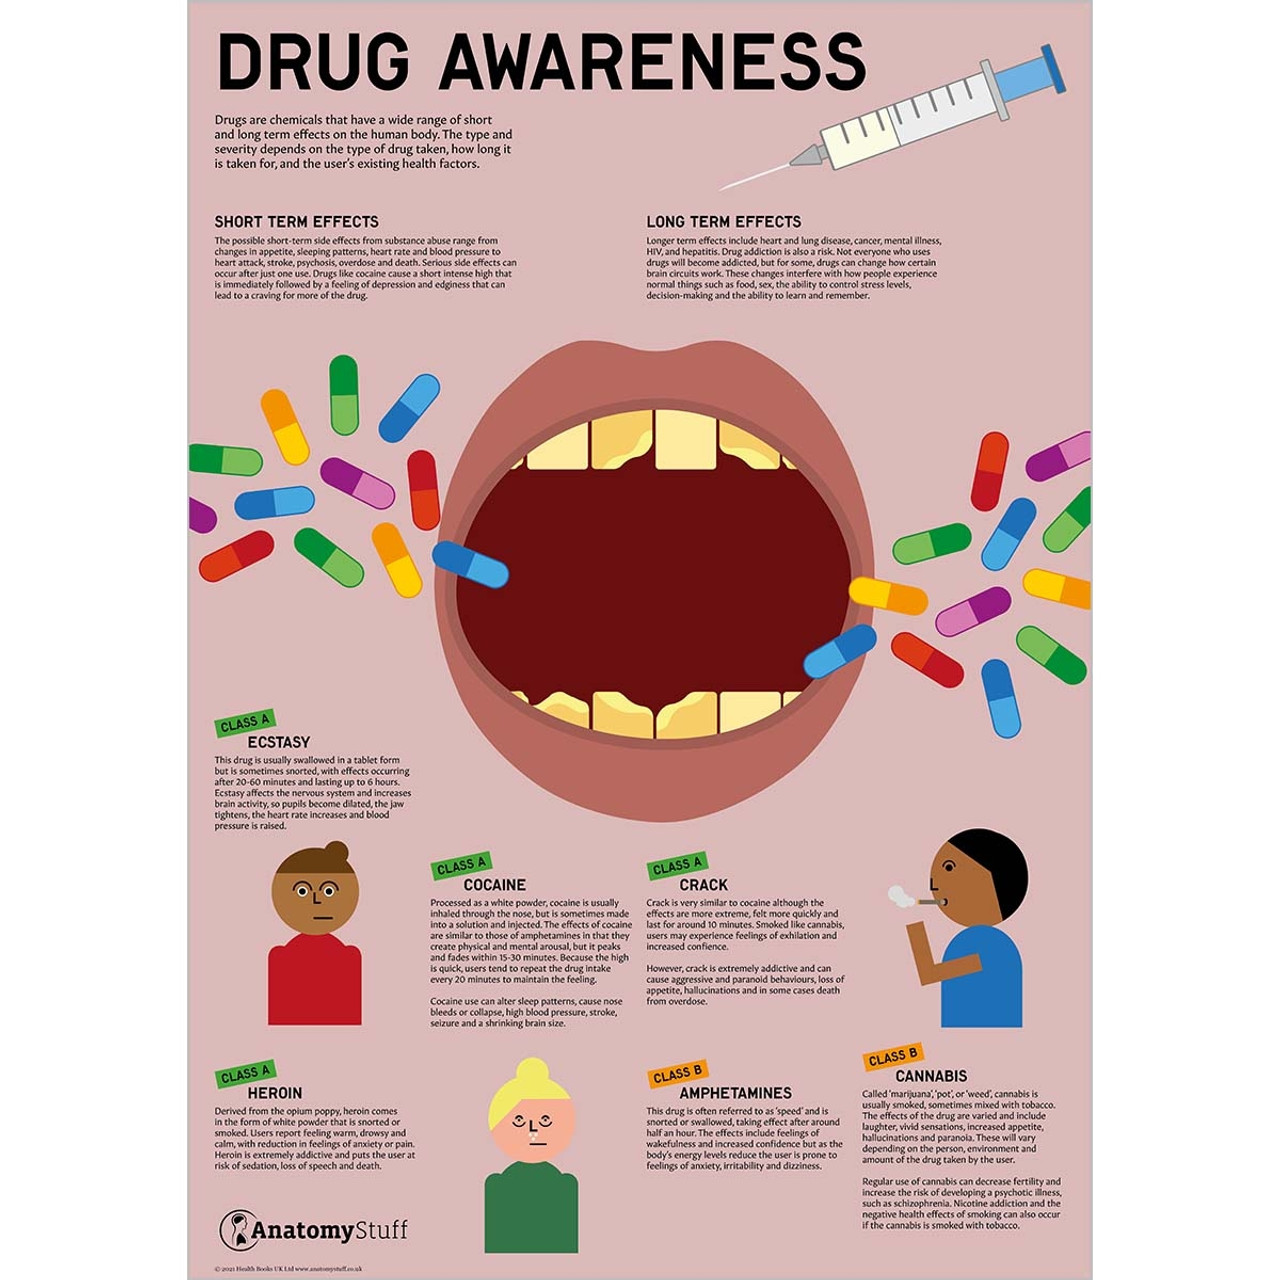 DRUG AWARENESS
Drugs are chemicals that have a wide range of short
and long term effects on the human body. The type and
severity depends on the type of drug taken, how long it
is taken for, and the user's existing health factors.
SHORT TERM EFFECTS
The possible short-term side effects from substance abuse range from
changes in appetite, sleeping patterns, heart rate and blood pressure to
heart attack, stroke, psychosis, overdose and death. Serious side effects can
occur after just one use. Drugs like cocaine cause a short intense high that
is immediately followed by a feeling of depression and edginess that can
lead to a craving for more of the drug.
LONG TERM EFFECTS
Longer term effects include heart and lung disease, cancer, mental illness,
HIV, and hepatitis. Drug addiction is also a risk. Not everyone who uses
drugs will become addicted, but for some, drugs can change how certain
brain circuits work. These changes interfere with how people experience
normal things such as food, sex, the ability to control stress levels,
decision-making and the ability to learn and remember.
CLASS A
ECSTASY
This drug is usually swallowed in a tablet form
but is sometimes snorted, with effects occurring
after 20-60 minutes and lasting up to 6 hours.
Ecstasy affects the nervous system and increases
brain activity, so pupils become dilated, the jaw
tightens, the heart rate increases and blood
pressure is raised.
CLASS A
COCAINE
Processed as a white powder, cocaine is usually
inhaled through the nose, but is sometimes made
into a solution and injected. The effects of cocaine
are similar to those of amphetamines in that they
create physical and mental arousal, but it peaks
and fades within 15-30 minutes. Because the high
is quick, users tend to repeat the drug intake
every 20 minutes to maintain the feeling.
Cocaine use can alter sleep patterns, cause nose
bleeds or collapse, high blood pressure, stroke,
seizure and a shrinking brain size.
CLASS A
CRACK
Crack is very similar to cocaine although the
effects are more extreme, felt more quickly and
last for around 10 minutes. Smoked like cannabis,
users may experience feelings of exhilation and
increased confience.
However, crack is extremely addictive and can
cause aggressive and paranoid behaviours, loss of
appetite, hallucinations and in some cases death
from overdose.
CLASS A
HEROIN
Derived from the opium poppy, heroin comes
in the form of white powder that is snorted or
smoked. Users report feeling warm, drowsy and
calm, with reduction in feelings of anxiety or pain.
Heroin is extremely addictive and puts the user at
risk of sedation, loss of speech and death.
CLASS B
AMPHETAMINES
This drug is often referred to as 'speed' and is
snorted or swallowed, taking effect after around
half an hour. The effects include feelings of
wakefulness and increased confidence but as the
body's energy levels reduce the user is prone to
feelings of anxiety, irritability and dizziness.
CLASS B
CANNABIS
Called 'marijuana', 'pot', or 'weed', cannabis is
usually smoked, sometimes mixed with tobacco.
The effects of the drug are varied and include
laughter, vivid sensations, increased appetite,
hallucinations and paranoia. These will vary
depending on the person, environment and
amount of the drug taken by the user.
Regular use of cannabis can decrease fertility and
increase the risk of developing a psychotic illness,
such as schizophrenia. Nicotine addiction and the
negative health effects of smoking can also occur
if the cannabis is smoked with tobacco.
AnatomyStuff
© 2021 Health Books UK Ltd www.anatomystuff.co.uk